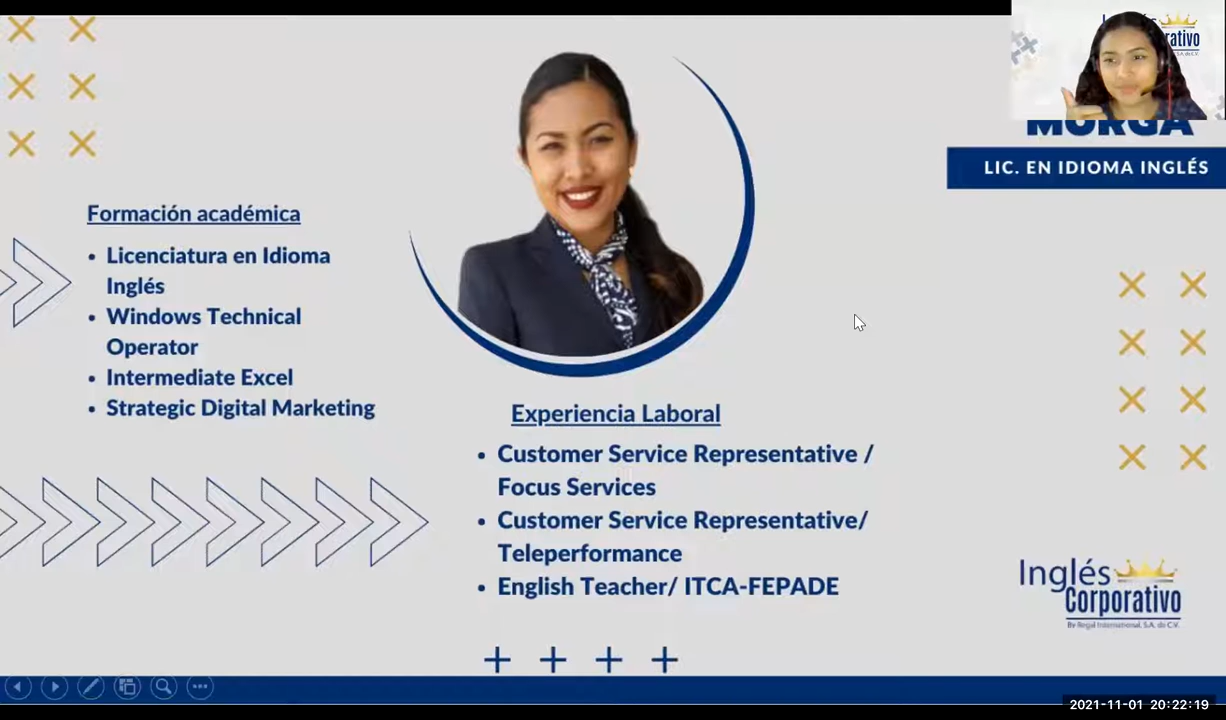 MORGA
LIC. EN IDIOMA INGLÉS
Formación académica
• Licenciatura en Idioma
Inglés
• Windows Technical
Operator
• Intermediate Excel
• Strategic Digital Marketing
Experiencia Laboral
• Customer Service Representative /
Focus Services
• Customer Service Representative/
Teleperformance
• English Teacher/ ITCA-FEPADE
Inglés
Corporativo
By Regal International, S.A. de C.V.
2021-11-01 20:22:19